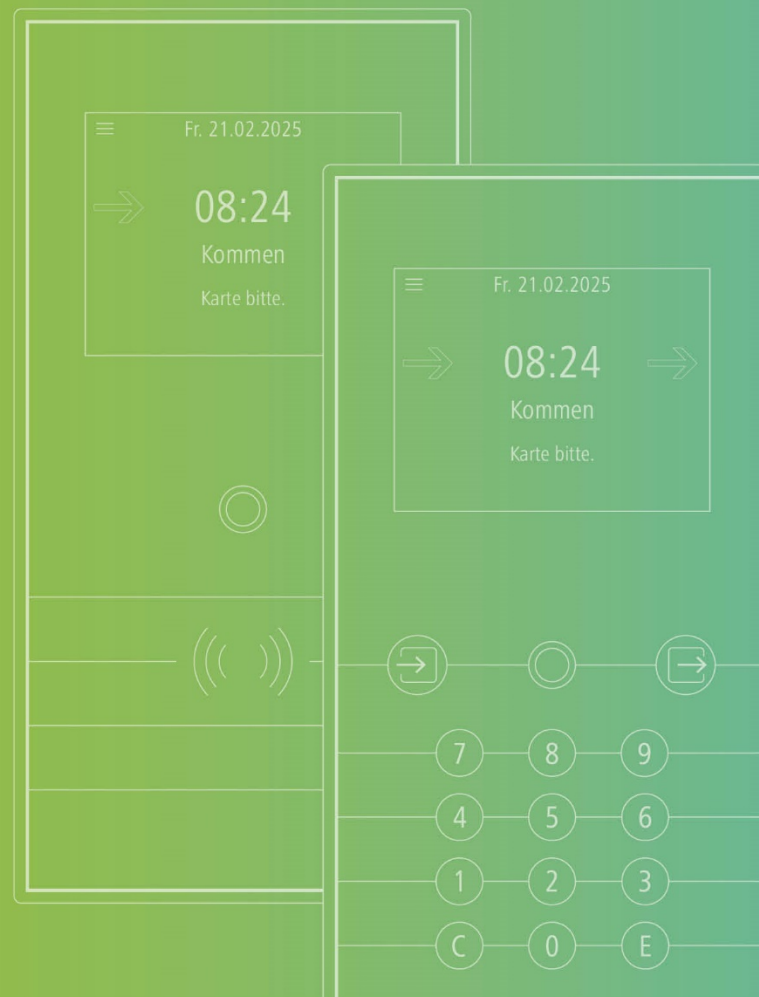 Fr. 21.02.2025
08:24
Kommen
Karte bitte.
Fr. 21.02.2025
08:24
Kommen
Karte bitte.
7 8 9
4 5 6
1 2 3
C 0 E